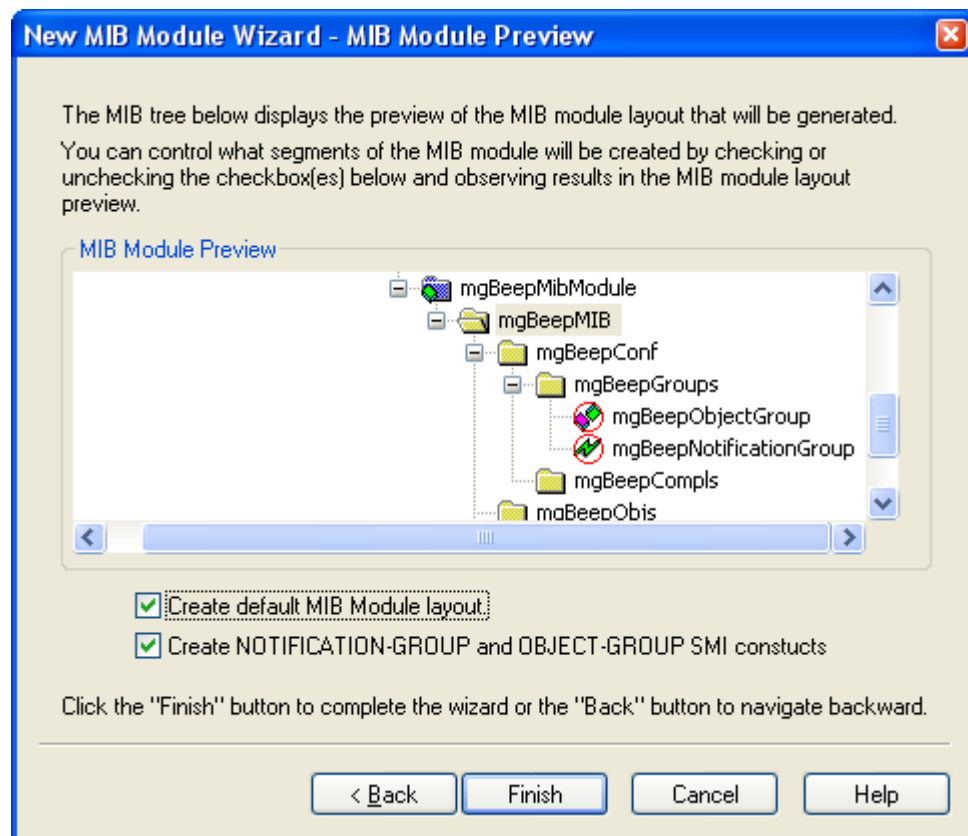 New MIB Module Wizard - MIB Module Preview
The MIB tree below displays the preview of the MIB module layout that will be generated.
You can control what segments of the MIB module will be created by checking or
unchecking the checkbox(es) below and observing results in the MIB module layout
preview.
MIB Module Preview
mgBeepMibModule
mgBeepMIB
mgBeepConf
mgBeepGroups
mgBeepObjectGroup
mgBeepNotificationGroup
mgBeepCompls
mgBeepObjs
Create default MIB Module layout
Create NOTIFICATION-GROUP and OBJECT-GROUP SMI constucts
Click the "Finish" button to complete the wizard or the "Back" button to navigate backward.
< Back
Finish
Cancel
Help